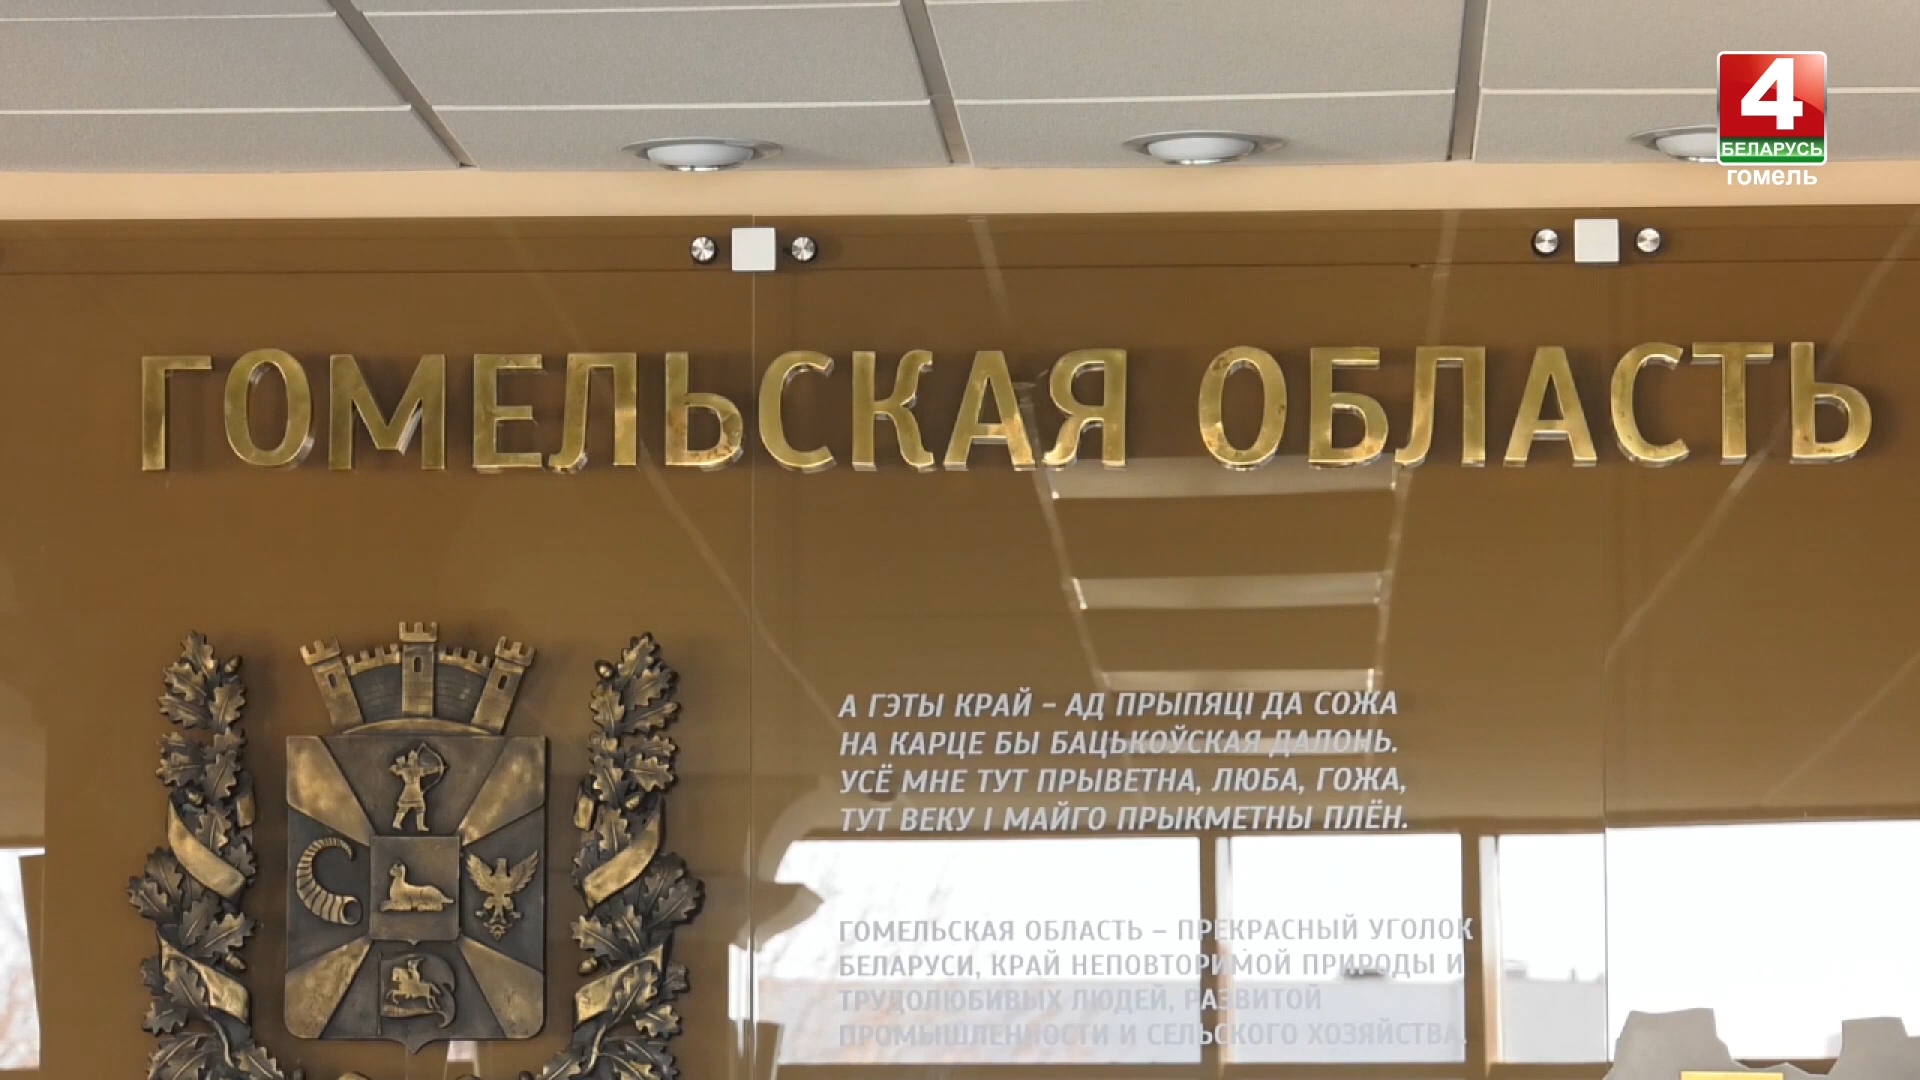 4
БЕЛАРУСЬ
гомель
ГОМЕЛЬСКАЯ ОБЛАСТЬ
А ГЭТЫ КРАЙ – АД ПРЫПЯЦІ ДА СОЖА
НА КАРЦЕ БЫ БАЦЬКОЎСКАЯ ДАЛОНЬ.
УСЁ МНЕ ТУТ ПРЫВЕТНА, ЛЮБА, ГОЖА,
ТУТ ВЕКУ І МАЙГО ПРЫКМЕТНЫ ПЛЁН.
ГОМЕЛЬСКАЯ ОБЛАСТЬ – ПРЕКРАСНЫЙ УГОЛОК
БЕЛАРУСИ, КРАЙ НЕПОВТОРИМОЙ ПРИРОДЫ И
ТРУДОЛЮБИВЫХ ЛЮДЕЙ, РАЗВИТОЙ
ПРОМЫШЛЕННОСТИ И СЕЛЬСКОГО ХОЗЯЙСТВА.